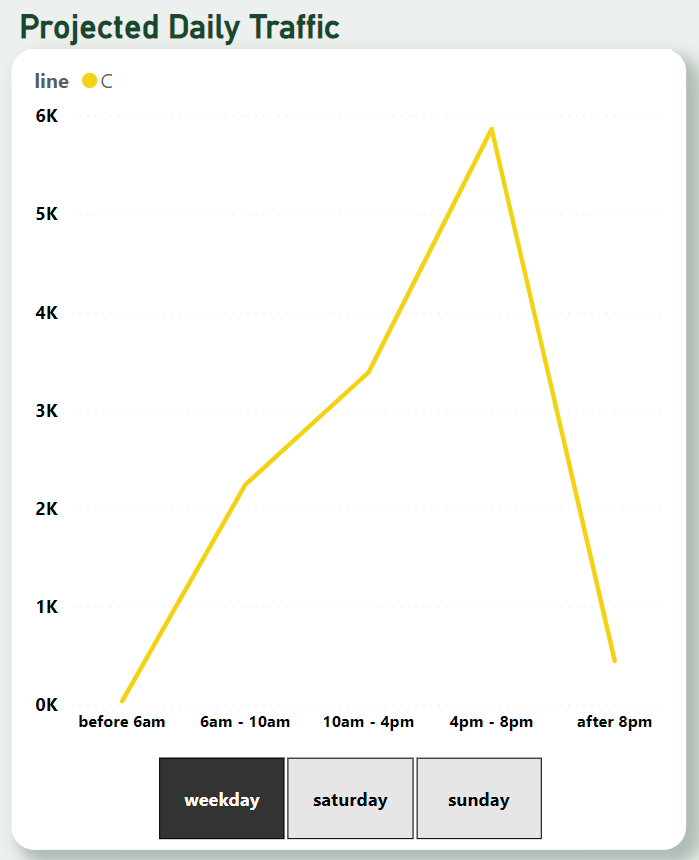 Projected Daily Traffic
line C
6K
5K
4K
3K
2K
1K
0K
before 6am 6am - 10am 10am - 4pm 4pm - 8pm after 8pm
weekday saturday sunday